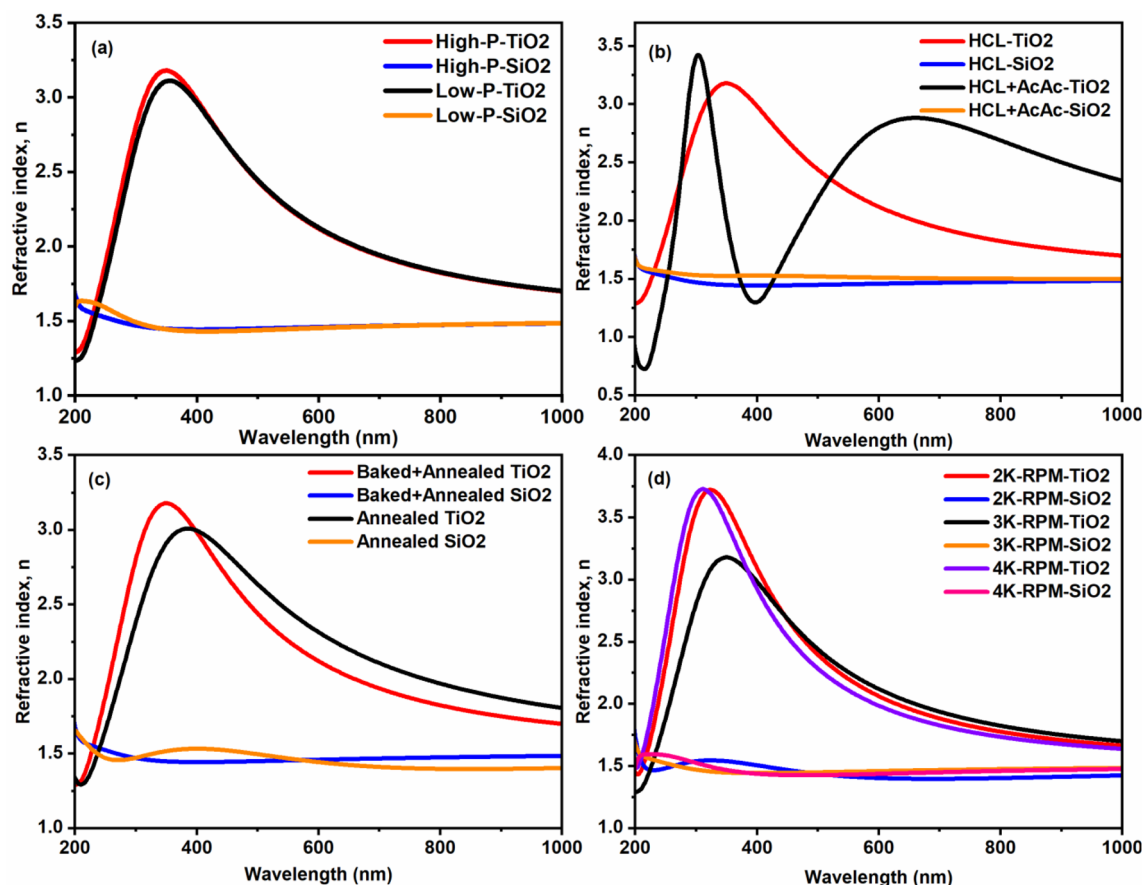 (a)
High-P-TiO2
High-P-SiO2
Low-P-TiO2
Low-P-SiO2
Refractive index, n
3.5
3.0
2.5
2.0
1.5
1.0
200
400
600
800
1000
Wavelength (nm)
(b)
HCL-TiO2
HCL-SiO2
HCL+AcAc-TiO2
HCL+AcAc-SiO2
Refractive index, n
3.5
3.0
2.5
2.0
1.5
1.0
0.5
200
400
600
800
1000
Wavelength (nm)
(c)
Baked+Annealed TiO2
Baked+Annealed SiO2
Annealed TiO2
Annealed SiO2
Refractive index, n
3.5
3.0
2.5
2.0
1.5
1.0
200
400
600
800
1000
Wavelength (nm)
(d)
2K-RPM-TiO2
2K-RPM-SiO2
3K-RPM-TiO2
3K-RPM-SiO2
4K-RPM-TiO2
4K-RPM-SiO2
Refractive index, n
4.0
3.5
3.0
2.5
2.0
1.5
1.0
200
400
600
800
1000
Wavelength (nm)